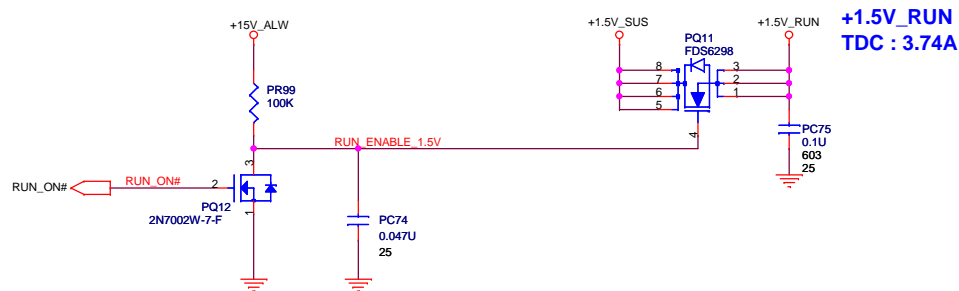 +15V_ALW
+1.5V_SUS
+1.5V_RUN
+1.5V_RUN
TDC : 3.74A
PQ11
FDS6298
PR99
100K
8
7
6
5
3
2
1
4
RUN_ENABLE_1.5V
PC75
0.1U
603
25
3
RUN_ON#
RUN_ON#
2
PQ12
2N7002W-7-F
1
PC74
0.047U
25